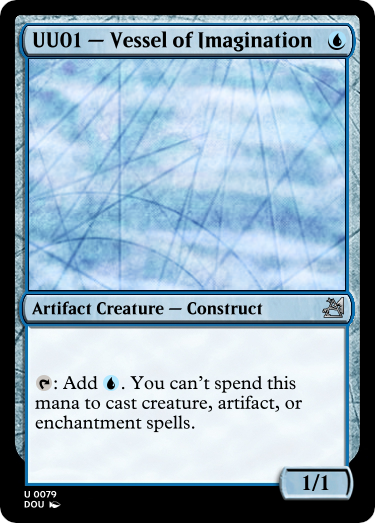 UU01 — Vessel of Imagination
Artifact Creature — Construct
: Add . You can't spend this
mana to cast creature, artifact, or
enchantment spells.
1/1
U 0079
DOU